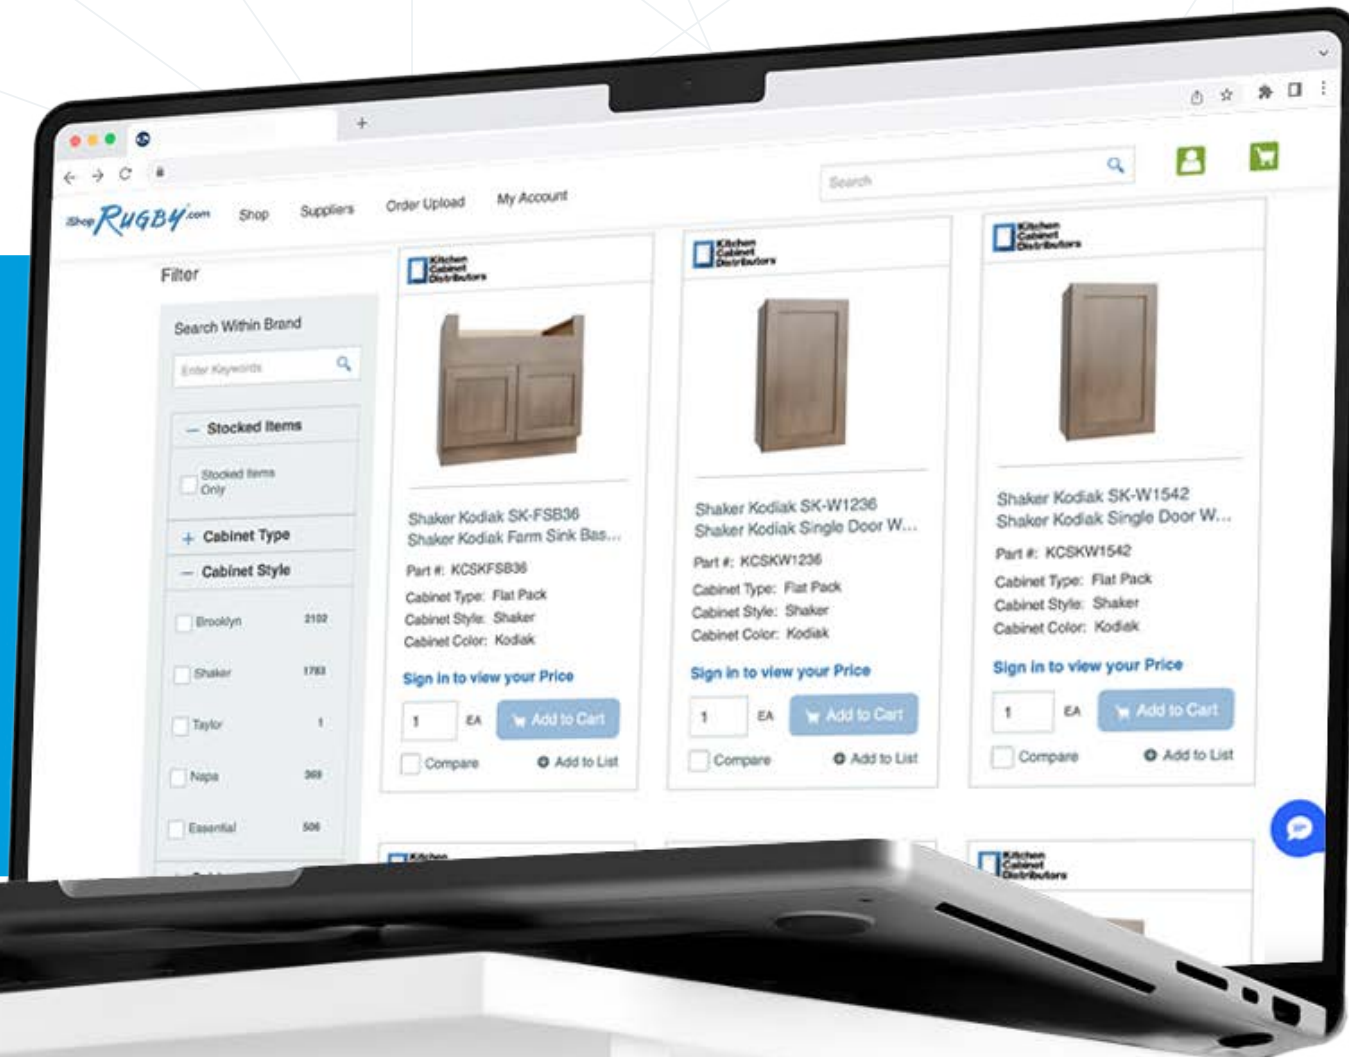 Search
iShop RUGBY.com
Shop
Suppliers
Order Upload
My Account
Filter
Search Within Brand
Enter Keywords
Stocked Items
Stocked Items
Only
Cabinet Type
Cabinet Style
Brooklyn 2102
Shaker 1783
Taylor 1
Napa 369
Essential 506
Kitchen
Cabinet
Distributors
Shaker Kodiak SK-FSB36
Shaker Kodiak Farm Sink Bas...
Part #: KCSKFSB36
Cabinet Type: Flat Pack
Cabinet Style: Shaker
Cabinet Color: Kodiak
Sign in to view your Price
1 EA Add to Cart
Compare Add to List
Kitchen
Cabinet
Distributors
Shaker Kodiak SK-W1236
Shaker Kodiak Single Door W...
Part #: KCSKW1236
Cabinet Type: Flat Pack
Cabinet Style: Shaker
Cabinet Color: Kodiak
Sign in to view your Price
1 EA Add to Cart
Compare Add to List
Kitchen
Cabinet
Distributors
Shaker Kodiak SK-W1542
Shaker Kodiak Single Door W...
Part #: KCSKW1542
Cabinet Type: Flat Pack
Cabinet Style: Shaker
Cabinet Color: Kodiak
Sign in to view your Price
1 EA Add to Cart
Compare Add to List
Kitchen
Kitchen
Cabinet
Distributors